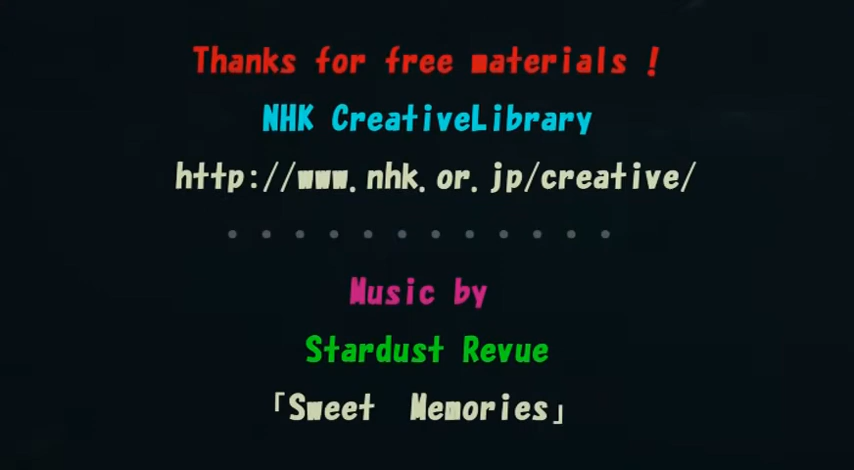 Thanks for free materials !
NHK CreativeLibrary
http://www.nhk.or.jp/creative/
・・・・・・・・・・・・
Music by
Stardust Revue
「Sweet  Memories」